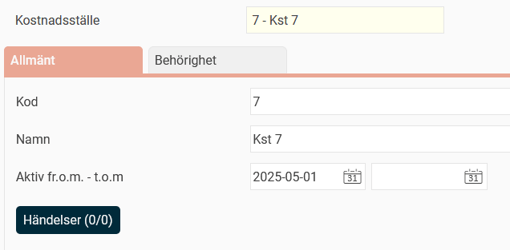 Kostnadsställe 7 - Kst 7
Allmänt Behörighet
Kod 7
Namn Kst 7
Aktiv fr.o.m. - t.o.m 2025-05-01 31 31
Händelser (0/0)